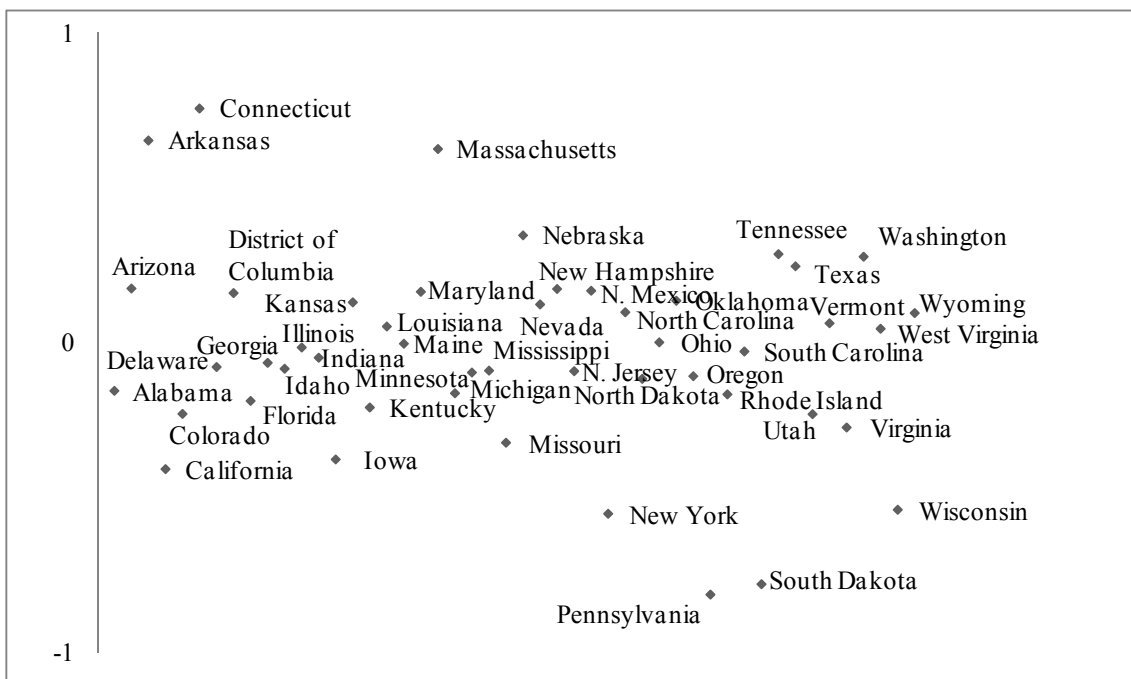 1
Connecticut
Arkansas
Massachusetts
Tennessee
Nebraska
Washington
District of
Columbia
Arizona
New Hampshire
Texas
Maryland
N. Mexico
Kansas
Oklahoma
Vermont
Wyoming
Louisiana
Nevada
North Carolina
Illinois
West Virginia
0
Georgia
Maine
Mississippi
Ohio
South Carolina
Delaware
Indiana
Idaho
Minnesota
N. Jersey
Oregon
Alabama
Michigan
North Dakota
Rhode Island
Florida
Kentucky
Colorado
Utah
Virginia
Missouri
California
Iowa
New York
Wisconsin
South Dakota
Pennsylvania
-1